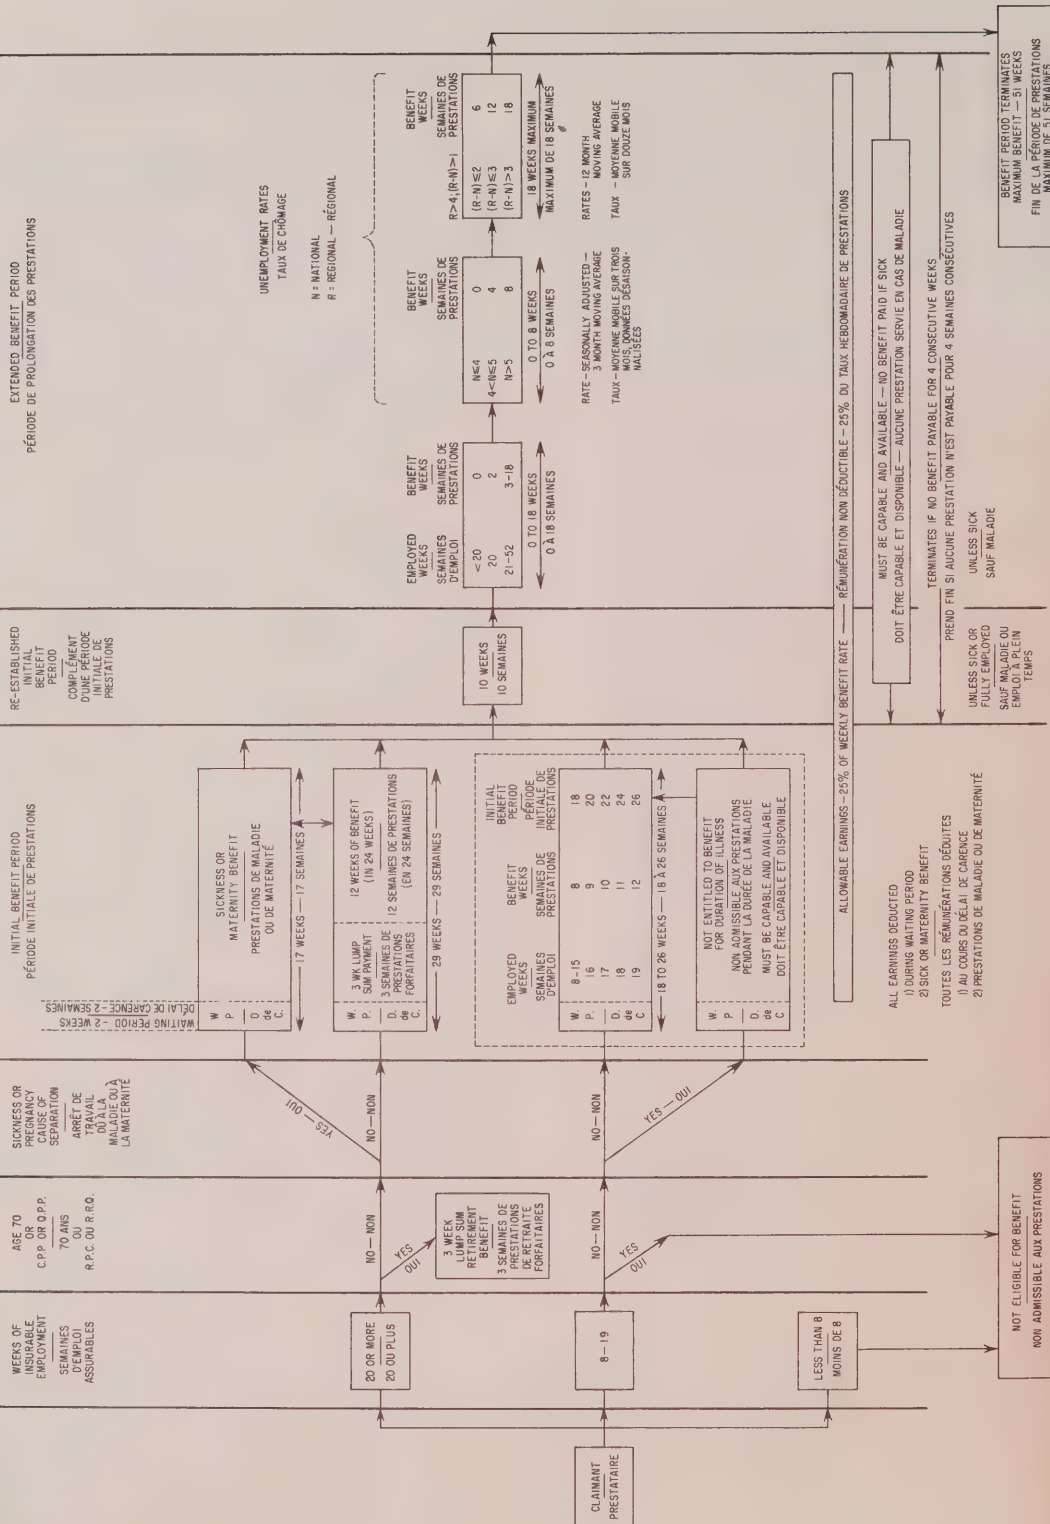 WEEKS OF
INSURABLE
EMPLOYMENT
SEMAINES
D'EMPLOI
ASSURABLES
AGE 70
OR
C.P.P OR Q.P.P.
70 ANS
OU
R.P.C. OU R.R.Q.
SICKNESS OR
PREGNANCY
CAUSE OF
SEPARATION
ARRÊT DE
TRAVAIL
DÛ À LA
MALADIE OU À
LA MATERNITÉ
INITIAL BENEFIT PERIOD
PÉRIODE INITIALE DE PRESTATIONS
RE-ESTABLISHED
INITIAL
BENEFIT
PERIOD
COMPLÉMENT
D'UNE PÉRIODE
INITIALE DE
PRESTATIONS
EXTENDED BENEFIT PERIOD
PÉRIODE DE PROLONGATION DES PRESTATIONS
CLAIMANT
PRESTATAIRE
20 OR MORE
20 OU PLUS
8-19
LESS THAN 8
MOINS DE 8
NO—NON
YES
OUI
3 WEEK
LUMP SUM
RETIREMENT
BENEFIT
3 SEMAINES DE
PRESTATIONS
DE RETRAITE
FORFAITAIRES
NO—NON
YES
OUI
NOT ELIGIBLE FOR BENEFIT
NON ADMISSIBLE AUX PRESTATIONS
YES—OUI
NO—NON
NO—NON
YES—OUI
WAITING PERIOD - 2 WEEKS
DÉLAI DE CARENCE - 2 SEMAINES
W
P
D
de
C.
SICKNESS OR
MATERNITY BENEFIT
PRESTATIONS DE MALADIE
OU DE MATERNITÉ
17 WEEKS — 17 SEMAINES
W.
P.
D.
de
C.
3 WK LUMP
SUM PAYMENT
3 SEMAINES DE
PRESTATIONS
FORFAITAIRES
12 WEEKS OF BENEFIT
(IN 24 WEEKS)
12 SEMAINES DE PRESTATIONS
(EN 24 SEMAINES)
29 WEEKS — 29 SEMAINES
EMPLOYED
WEEKS
SEMAINES
D'EMPLOI
BENEFIT
WEEKS
SEMAINES DE
PRESTATIONS
INITIAL
BENEFIT
PERIOD
PÉRIODE
INITIALE DE
PRESTATIONS
W.
P.
D.
de
C.
8-15 8 18
16 9 20
17 10 22
18 11 24
19 12 26
18 TO 26 WEEKS — 18 À 26 SEMAINES
W
P
D.
de
C
NOT ENTITLED TO BENEFIT
FOR DURATION OF ILLNESS
NON ADMISSIBLE AUX PRESTATIONS
PENDANT LA DURÉE DE LA MALADIE
MUST BE CAPABLE AND AVAILABLE
DOIT ÊTRE CAPABLE ET DISPONIBLE
10 WEEKS
10 SEMAINES
EMPLOYED
WEEKS
SEMAINES
D'EMPLOI
BENEFIT
WEEKS
SEMAINES DE
PRESTATIONS
<20 0
20 2
21-52 3-18
0 TO 18 WEEKS
0 À 18 SEMAINES
UNEMPLOYMENT RATES
TAUX DE CHÔMAGE
N = NATIONAL
R = REGIONAL — RÉGIONAL
BENEFIT
WEEKS
SEMAINES DE
PRESTATIONS
N≤4 0
4<N≤5 4
N>5 8
0 TO 8 WEEKS
0 À 8 SEMAINES
RATE – SEASONALLY ADJUSTED —
3 MONTH MOVING AVERAGE
TAUX – MOYENNE MOBILE SUR TROIS
MOIS, DONNÉES DÉSAISON-
NALISÉES
BENEFIT
WEEKS
SEMAINES DE
PRESTATIONS
R>4;(R-N)>1
(R-N)≤2 6
(R-N)≤3 12
(R-N)>3 18
18 WEEKS MAXIMUM
MAXIMUM DE 18 SEMAINES
RATES – 12 MONTH
MOVING AVERAGE
TAUX – MOYENNE MOBILE
SUR DOUZE MOIS
ALLOWABLE EARNINGS – 25% OF WEEKLY BENEFIT RATE — RÉMUNÉRATION NON DÉDUCTIBLE – 25% DU TAUX HEBDOMADAIRE DE PRESTATIONS
ALL EARNINGS DEDUCTED
1) DURING WAITING PERIOD
2) SICK OR MATERNITY BENEFIT
TOUTES LES RÉMUNÉRATIONS DÉDUITES
1) AU COURS DU DÉLAI DE CARENCE
2) PRESTATIONS DE MALADIE OU DE MATERNITÉ
MUST BE CAPABLE AND AVAILABLE — NO BENEFIT PAID IF SICK
DOIT ÊTRE CAPABLE ET DISPONIBLE — AUCUNE PRESTATION SERVIE EN CAS DE MALADIE
TERMINATES IF NO BENEFIT PAYABLE FOR 4 CONSECUTIVE WEEKS
PREND FIN SI AUCUNE PRESTATION N'EST PAYABLE POUR 4 SEMAINES CONSÉCUTIVES
UNLESS SICK OR
FULLY EMPLOYED
SAUF MALADIE OU
EMPLOI À PLEIN
TEMPS
UNLESS SICK
SAUF MALADIE
BENEFIT PERIOD TERMINATES
MAXIMUM BENEFIT — 51 WEEKS
FIN DE LA PÉRIODE DE PRESTATIONS
MAXIMUM DE 51 SEMAINES